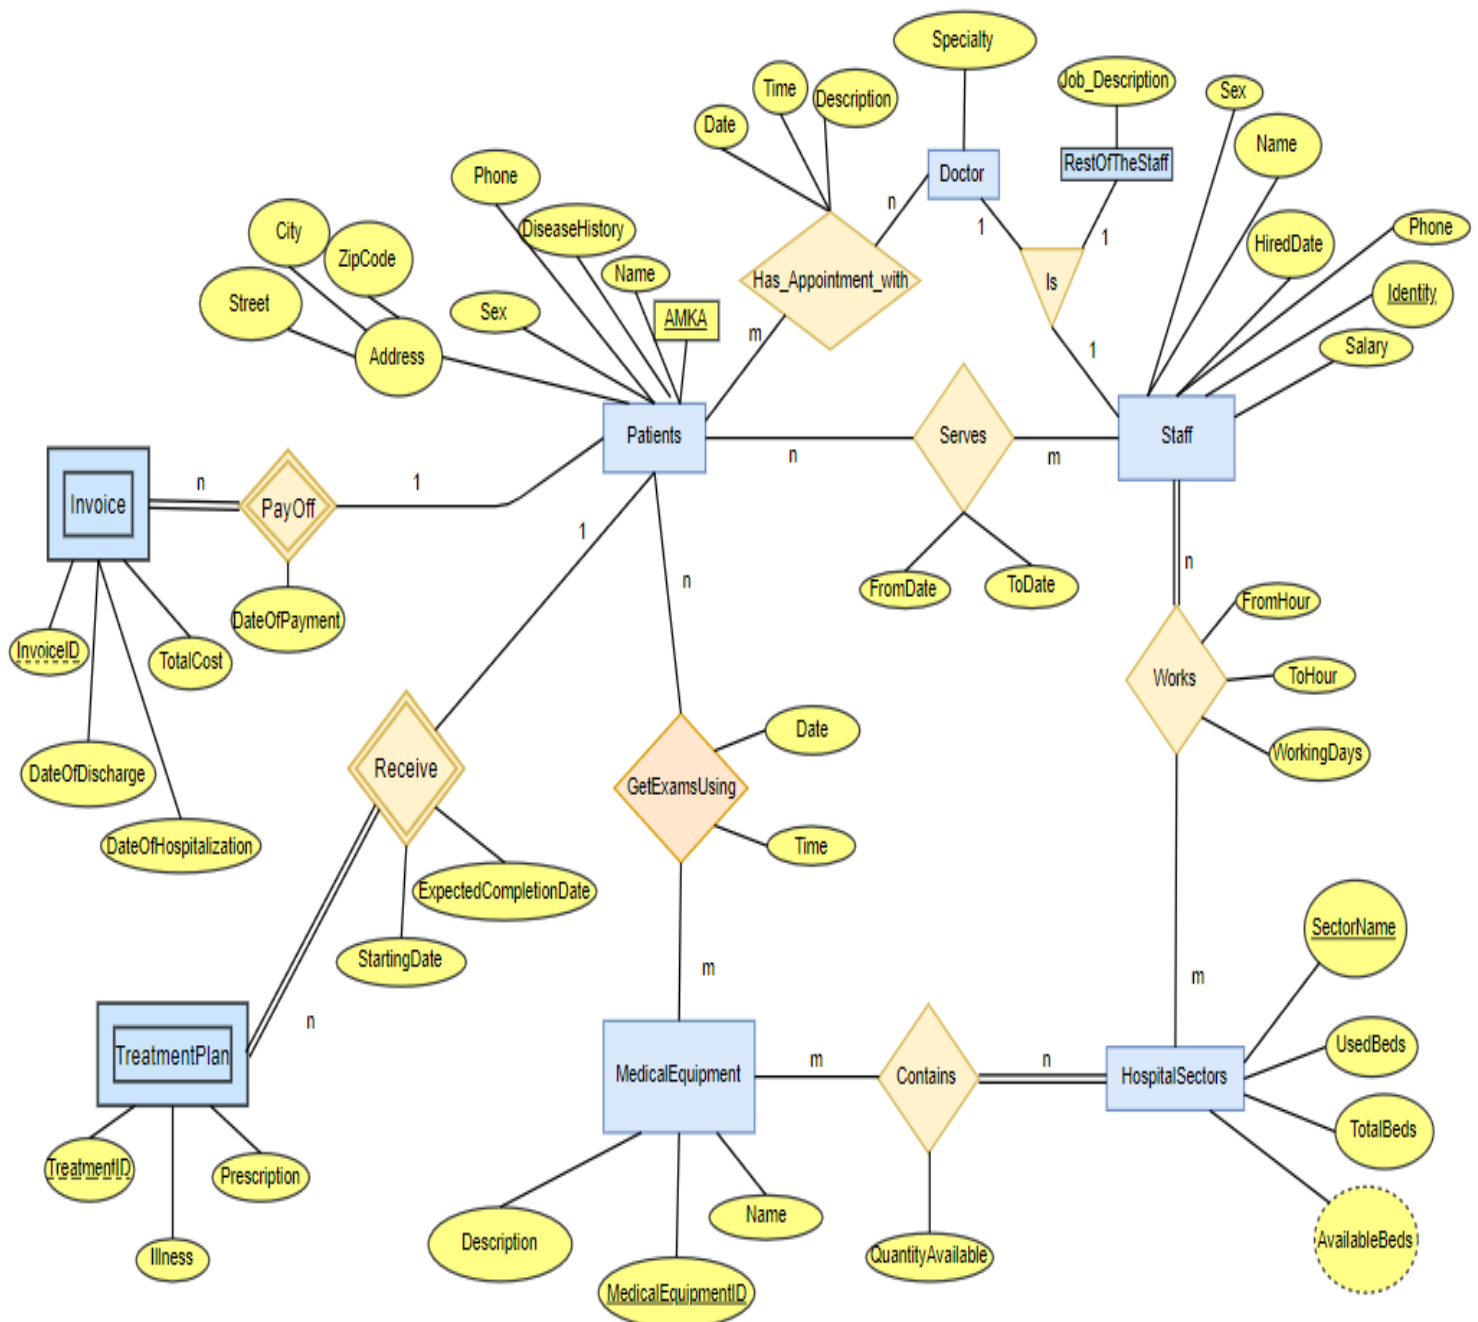 Specialty
Time
Job_Description
Description
Sex
Date
Name
Doctor
RestOfTheStaff
Phone
n
DiseaseHistory
City
ZipCode
1
1
HiredDate
Phone
Name
Has_Appointment_with
Is
Identity
Street
Sex
AMKA
m
1
Salary
Address
Patients
n
Serves
m
Staff
n
1
Invoice
PayOff
1
n
n
FromDate
ToDate
FromHour
DateOfPayment
InvoiceID
TotalCost
Works
ToHour
Date
WorkingDays
DateOfDischarge
Receive
GetExamsUsing
DateOfHospitalization
Time
ExpectedCompletionDate
SectorName
StartingDate
m
m
n
UsedBeds
TreatmentPlan
MedicalEquipment
m
Contains
n
HospitalSectors
TotalBeds
TreatmentID
Prescription
Name
Illness
Description
QuantityAvailable
AvailableBeds
MedicalEquipmentID